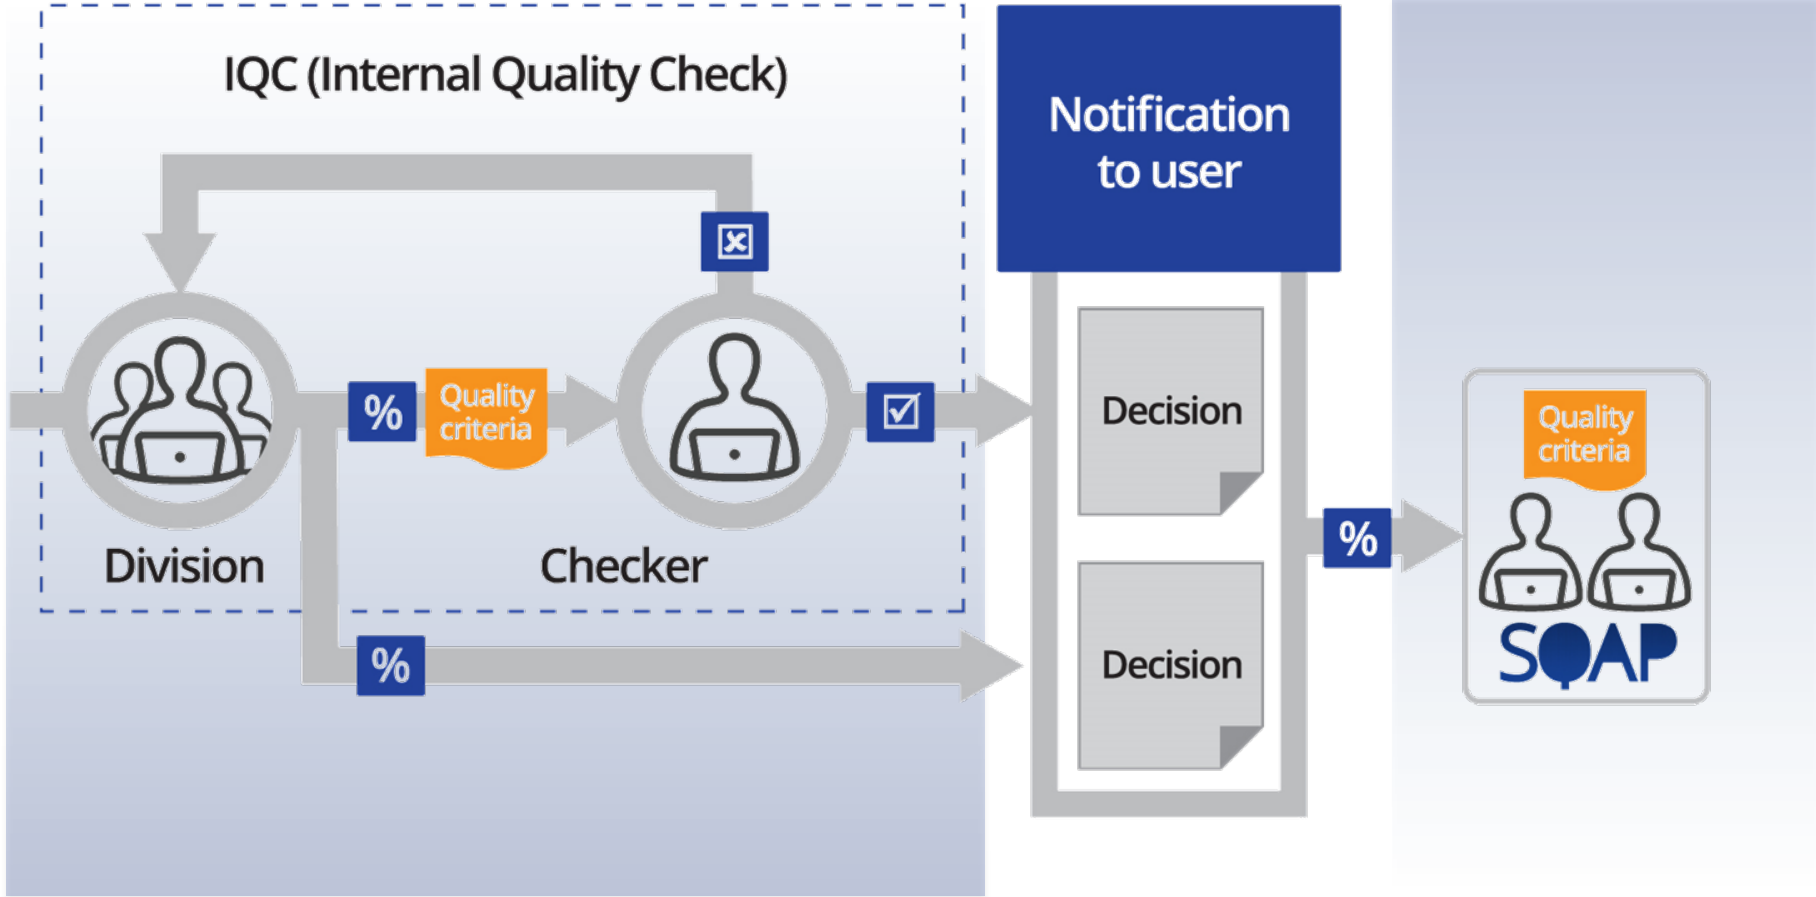 IQC (Internal Quality Check)
Notification
to user
%
Quality
criteria
Decision
Quality
criteria
Division
Checker
%
SQAP
%
Decision